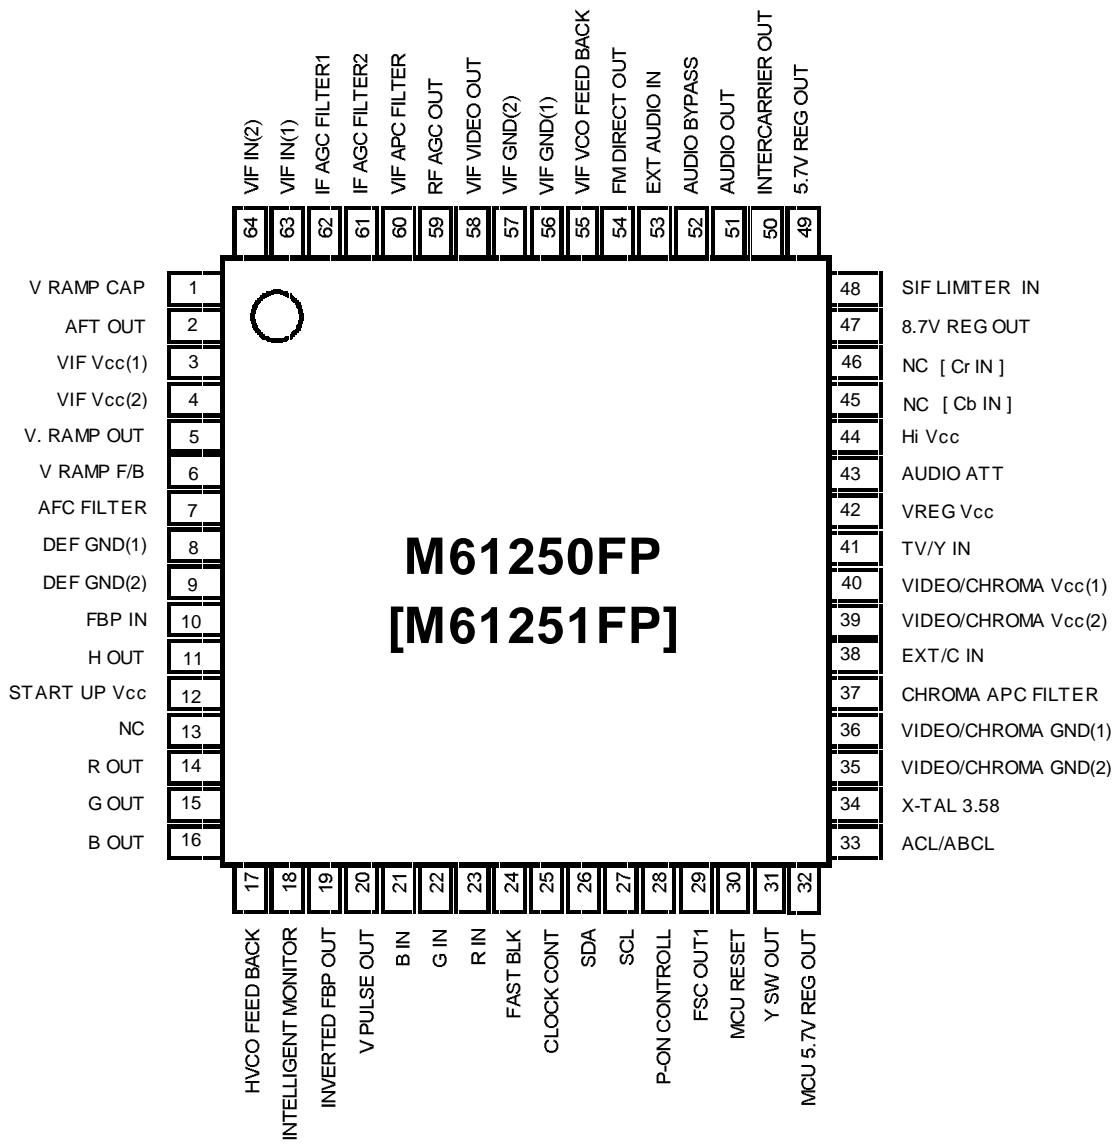 VIF IN(2)
VIF IN(1)
IF AGC FILTER1
IF AGC FILTER2
VIF APC FILTER
RF AGC OUT
VIF VIDEO OUT
VIF GND(2)
VIF GND(1)
VIF VCO FEED BACK
FM DIRECT OUT
EXT AUDIO IN
AUDIO BYPASS
AUDIO OUT
INTERCARRIER OUT
5.7V REG OUT
64
63
62
61
60
59
58
57
56
55
54
53
52
51
50
49
V RAMP CAP 1
AFT OUT 2
VIF Vcc(1) 3
VIF Vcc(2) 4
V. RAMP OUT 5
V RAMP F/B 6
AFC FILTER 7
DEF GND(1) 8
DEF GND(2) 9
FBP IN 10
H OUT 11
START UP Vcc 12
NC 13
R OUT 14
G OUT 15
B OUT 16
M61250FP
[M61251FP]
48 SIF LIMITER IN
47 8.7V REG OUT
46 NC [ Cr IN ]
45 NC [ Cb IN ]
44 Hi Vcc
43 AUDIO ATT
42 VREG Vcc
41 TV/Y IN
40 VIDEO/CHROMA Vcc(1)
39 VIDEO/CHROMA Vcc(2)
38 EXT/C IN
37 CHROMA APC FILTER
36 VIDEO/CHROMA GND(1)
35 VIDEO/CHROMA GND(2)
34 X-TAL 3.58
33 ACL/ABCL
17
18
19
20
21
22
23
24
25
26
27
28
29
30
31
32
HVCO FEED BACK
INTELLIGENT MONITOR
INVERTED FBP OUT
V PULSE OUT
B IN
G IN
R IN
FAST BLK
CLOCK CONT
SDA
SCL
P-ON CONTROLL
FSC OUT1
MCU RESET
Y SW OUT
MCU 5.7V REG OUT